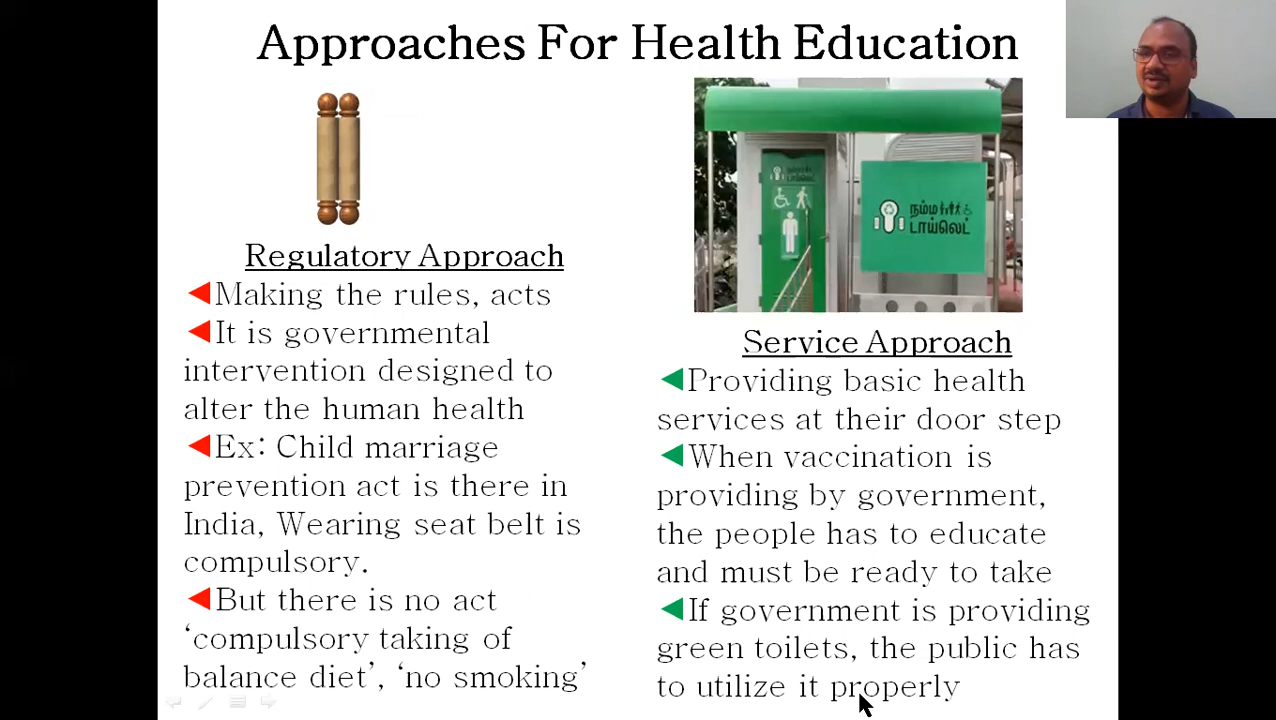 Approaches For Health Education
Regulatory Approach
Making the rules, acts
It is governmental
intervention designed to
alter the human health
Ex: Child marriage
prevention act is there in
India, Wearing seat belt is
compulsory.
But there is no act
‘compulsory taking of
balance diet’, ‘no smoking’
நம்ம
டாய்லெட்
Service Approach
Providing basic health
services at their door step
When vaccination is
providing by government,
the people has to educate
and must be ready to take
If government is providing
green toilets, the public has
to utilize it properly